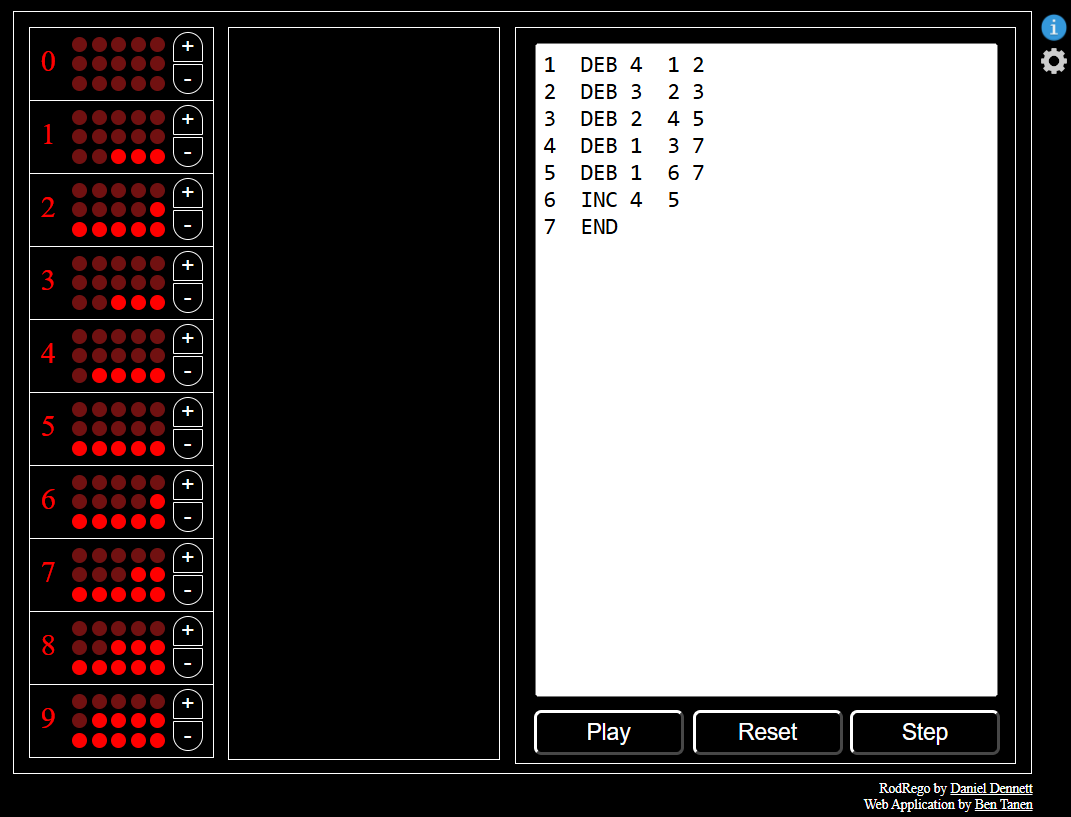 0 + -
1 + -
2 + -
3 + -
4 + -
5 + -
6 + -
7 + -
8 + -
9 + -
1 DEB 4 1 2
2 DEB 3 2 3
3 DEB 2 4 5
4 DEB 1 3 7
5 DEB 1 6 7
6 INC 4 5
7 END
Play Reset Step
i
RodRego by Daniel Dennett
Web Application by Ben Tanen